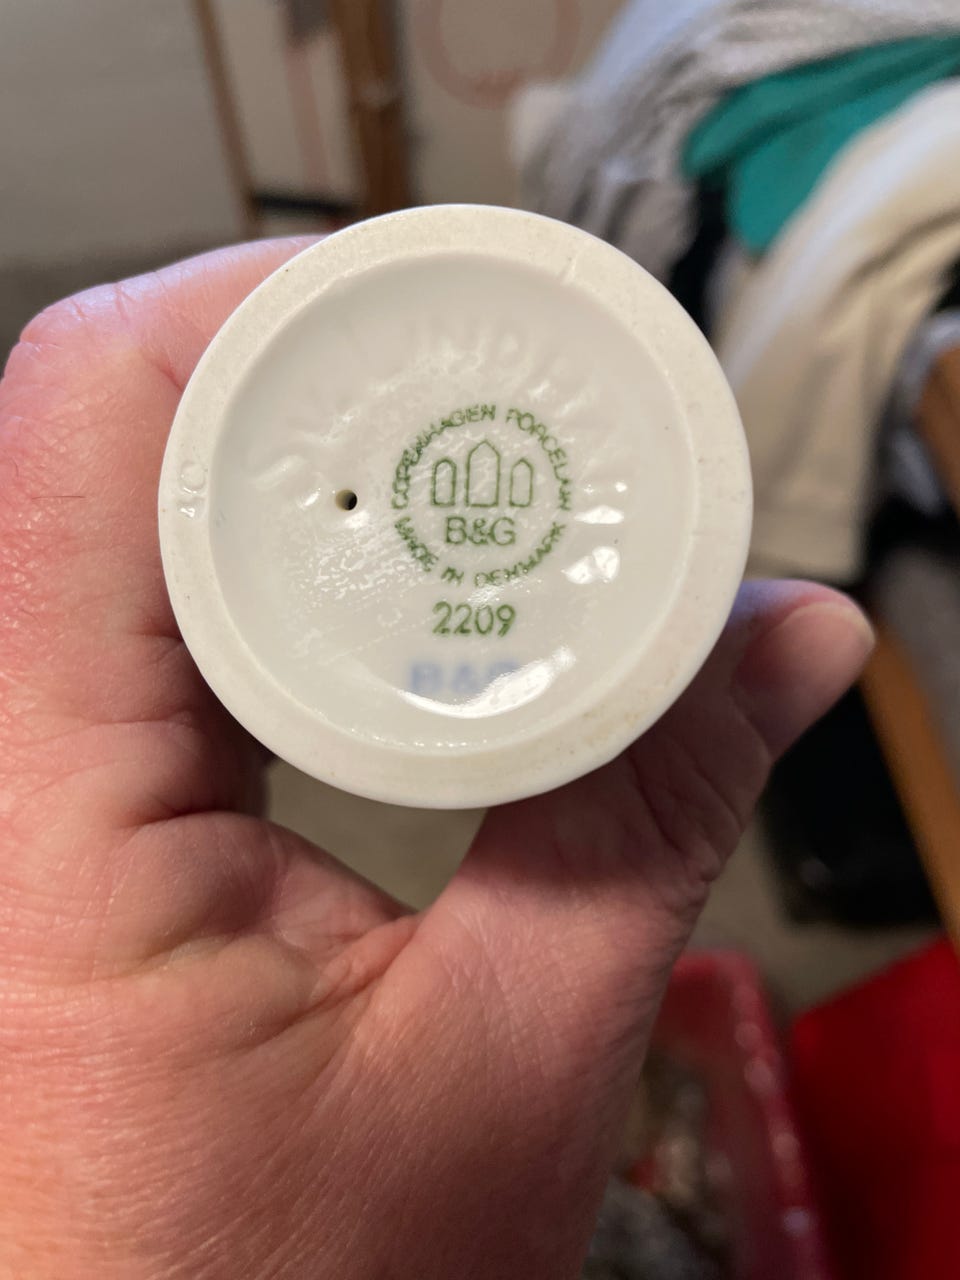 COPENHAGEN PORCELAIN
B&G
MADE IN DENMARK
2209